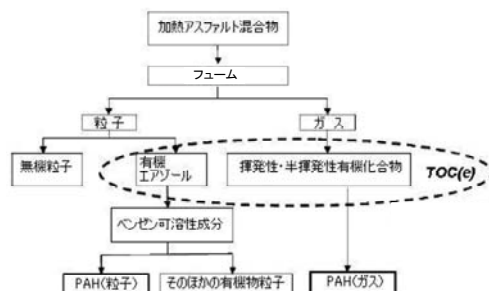 加熱アスファルト混合物
フューム
粒子
ガス
無機粒子
有機
エアゾール
揮発性・半揮発性有機化合物
TOC(e)
ベンゼン可溶性成分
PAH(粒子)
そのほかの有機物粒子
PAH(ガス)